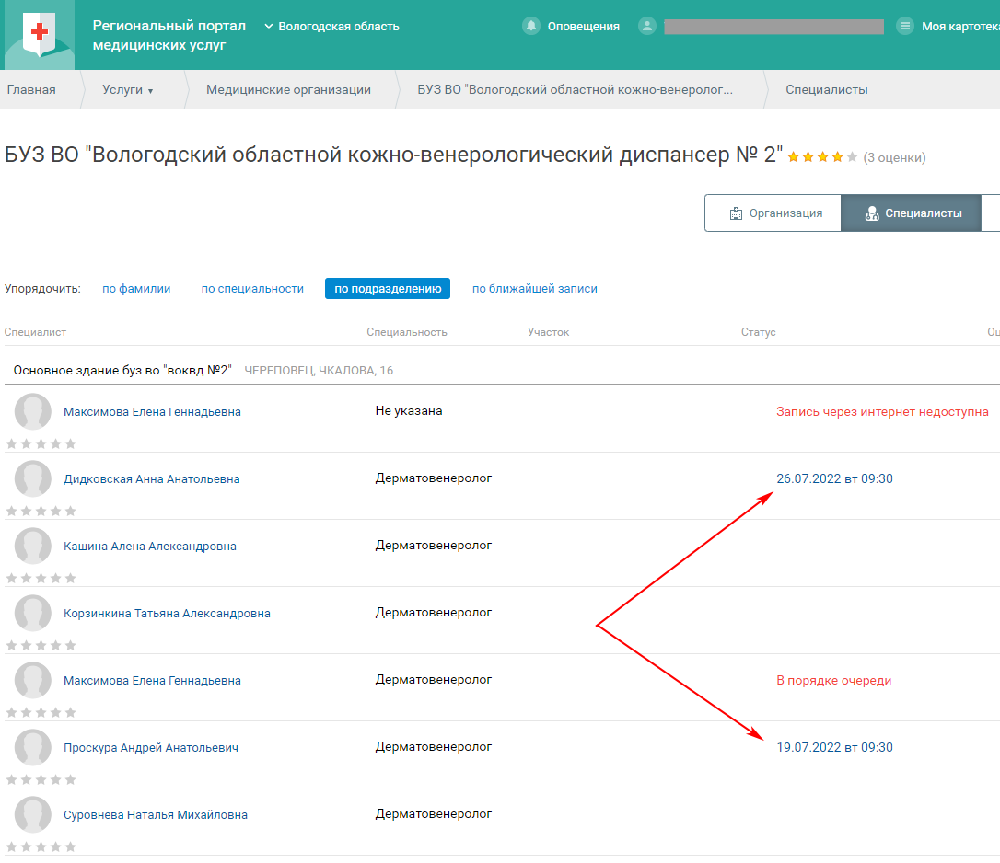 Региональный портал
медицинских услуг
Вологодская область
Оповещения
Моя картотек
Главная
Услуги ▾
Медицинские организации
БУЗ ВО "Вологодский областной кожно-венеролог...
Специалисты
БУЗ ВО "Вологодский областной кожно-венерологический диспансер № 2" (3 оценки)
Организация
Специалисты
Упорядочить: по фамилии по специальности по подразделению по ближайшей записи
Специалист Специальность Участок Статус Оц
Основное здание буз во "воквд №2" ЧЕРЕПОВЕЦ, ЧКАЛОВА, 16
Максимова Елена Геннадьевна Не указана Запись через интернет недоступна
Дидковская Анна Анатольевна Дерматовенеролог 26.07.2022 вт 09:30
Кашина Алена Александровна Дерматовенеролог
Корзинкина Татьяна Александровна Дерматовенеролог
Максимова Елена Геннадьевна Дерматовенеролог В порядке очереди
Проскура Андрей Анатольевич Дерматовенеролог 19.07.2022 вт 09:30
Суровнева Наталья Михайловна Дерматовенеролог